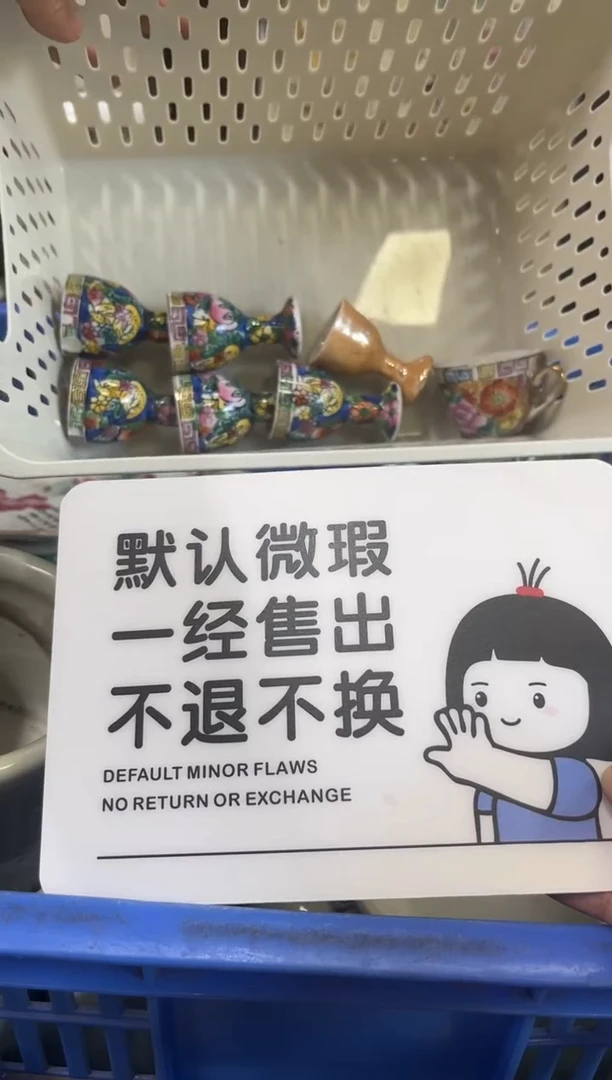 默认微瑕
一经售出
不退不换
DEFAULT MINOR FLAWS
NO RETURN OR EXCHANGE